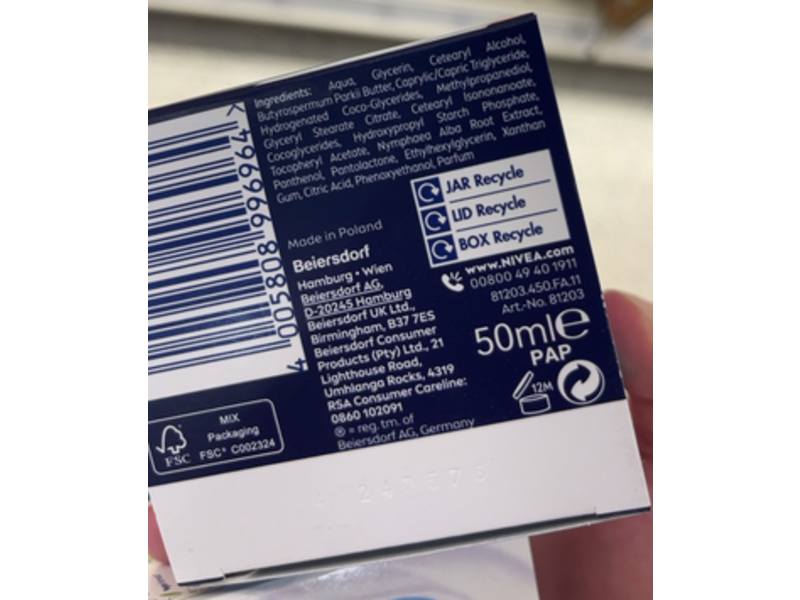 Ingredients: Aqua, Glycerin, Cetearyl Alcohol,
Butyrospermum Parkii Butter, Caprylic/Capric Triglyceride,
Hydrogenated Coco-Glycerides, Methylpropanediol,
Glyceryl Stearate Citrate, Cetearyl Isononanoate,
Cocoglycerides, Hydroxypropyl Starch Phosphate,
Tocopheryl Acetate, Nymphaea Alba Root Extract,
Panthenol, Pantolactone, Ethylhexylglycerin, Xanthan
Gum, Citric Acid, Phenoxyethanol, Parfum
JAR Recycle
LID Recycle
BOX Recycle
4 005808 996964 >
Made in Poland
Beiersdorf
Hamburg • Wien
Beiersdorf AG,
D-20245 Hamburg
Beiersdorf UK Ltd.,
Birmingham, B37 7ES
Beiersdorf Consumer
Products (Pty) Ltd., 21
Lighthouse Road,
Umhlanga Rocks, 4319
RSA Consumer Careline:
0860 102091
® = reg. tm. of
Beiersdorf AG, Germany
www.NIVEA.com
00800 49 40 1911
81203.450.FA.11
Art.-No. 81203
50ml e
PAP
12M
FSC
MIX
Packaging
FSC® C002324